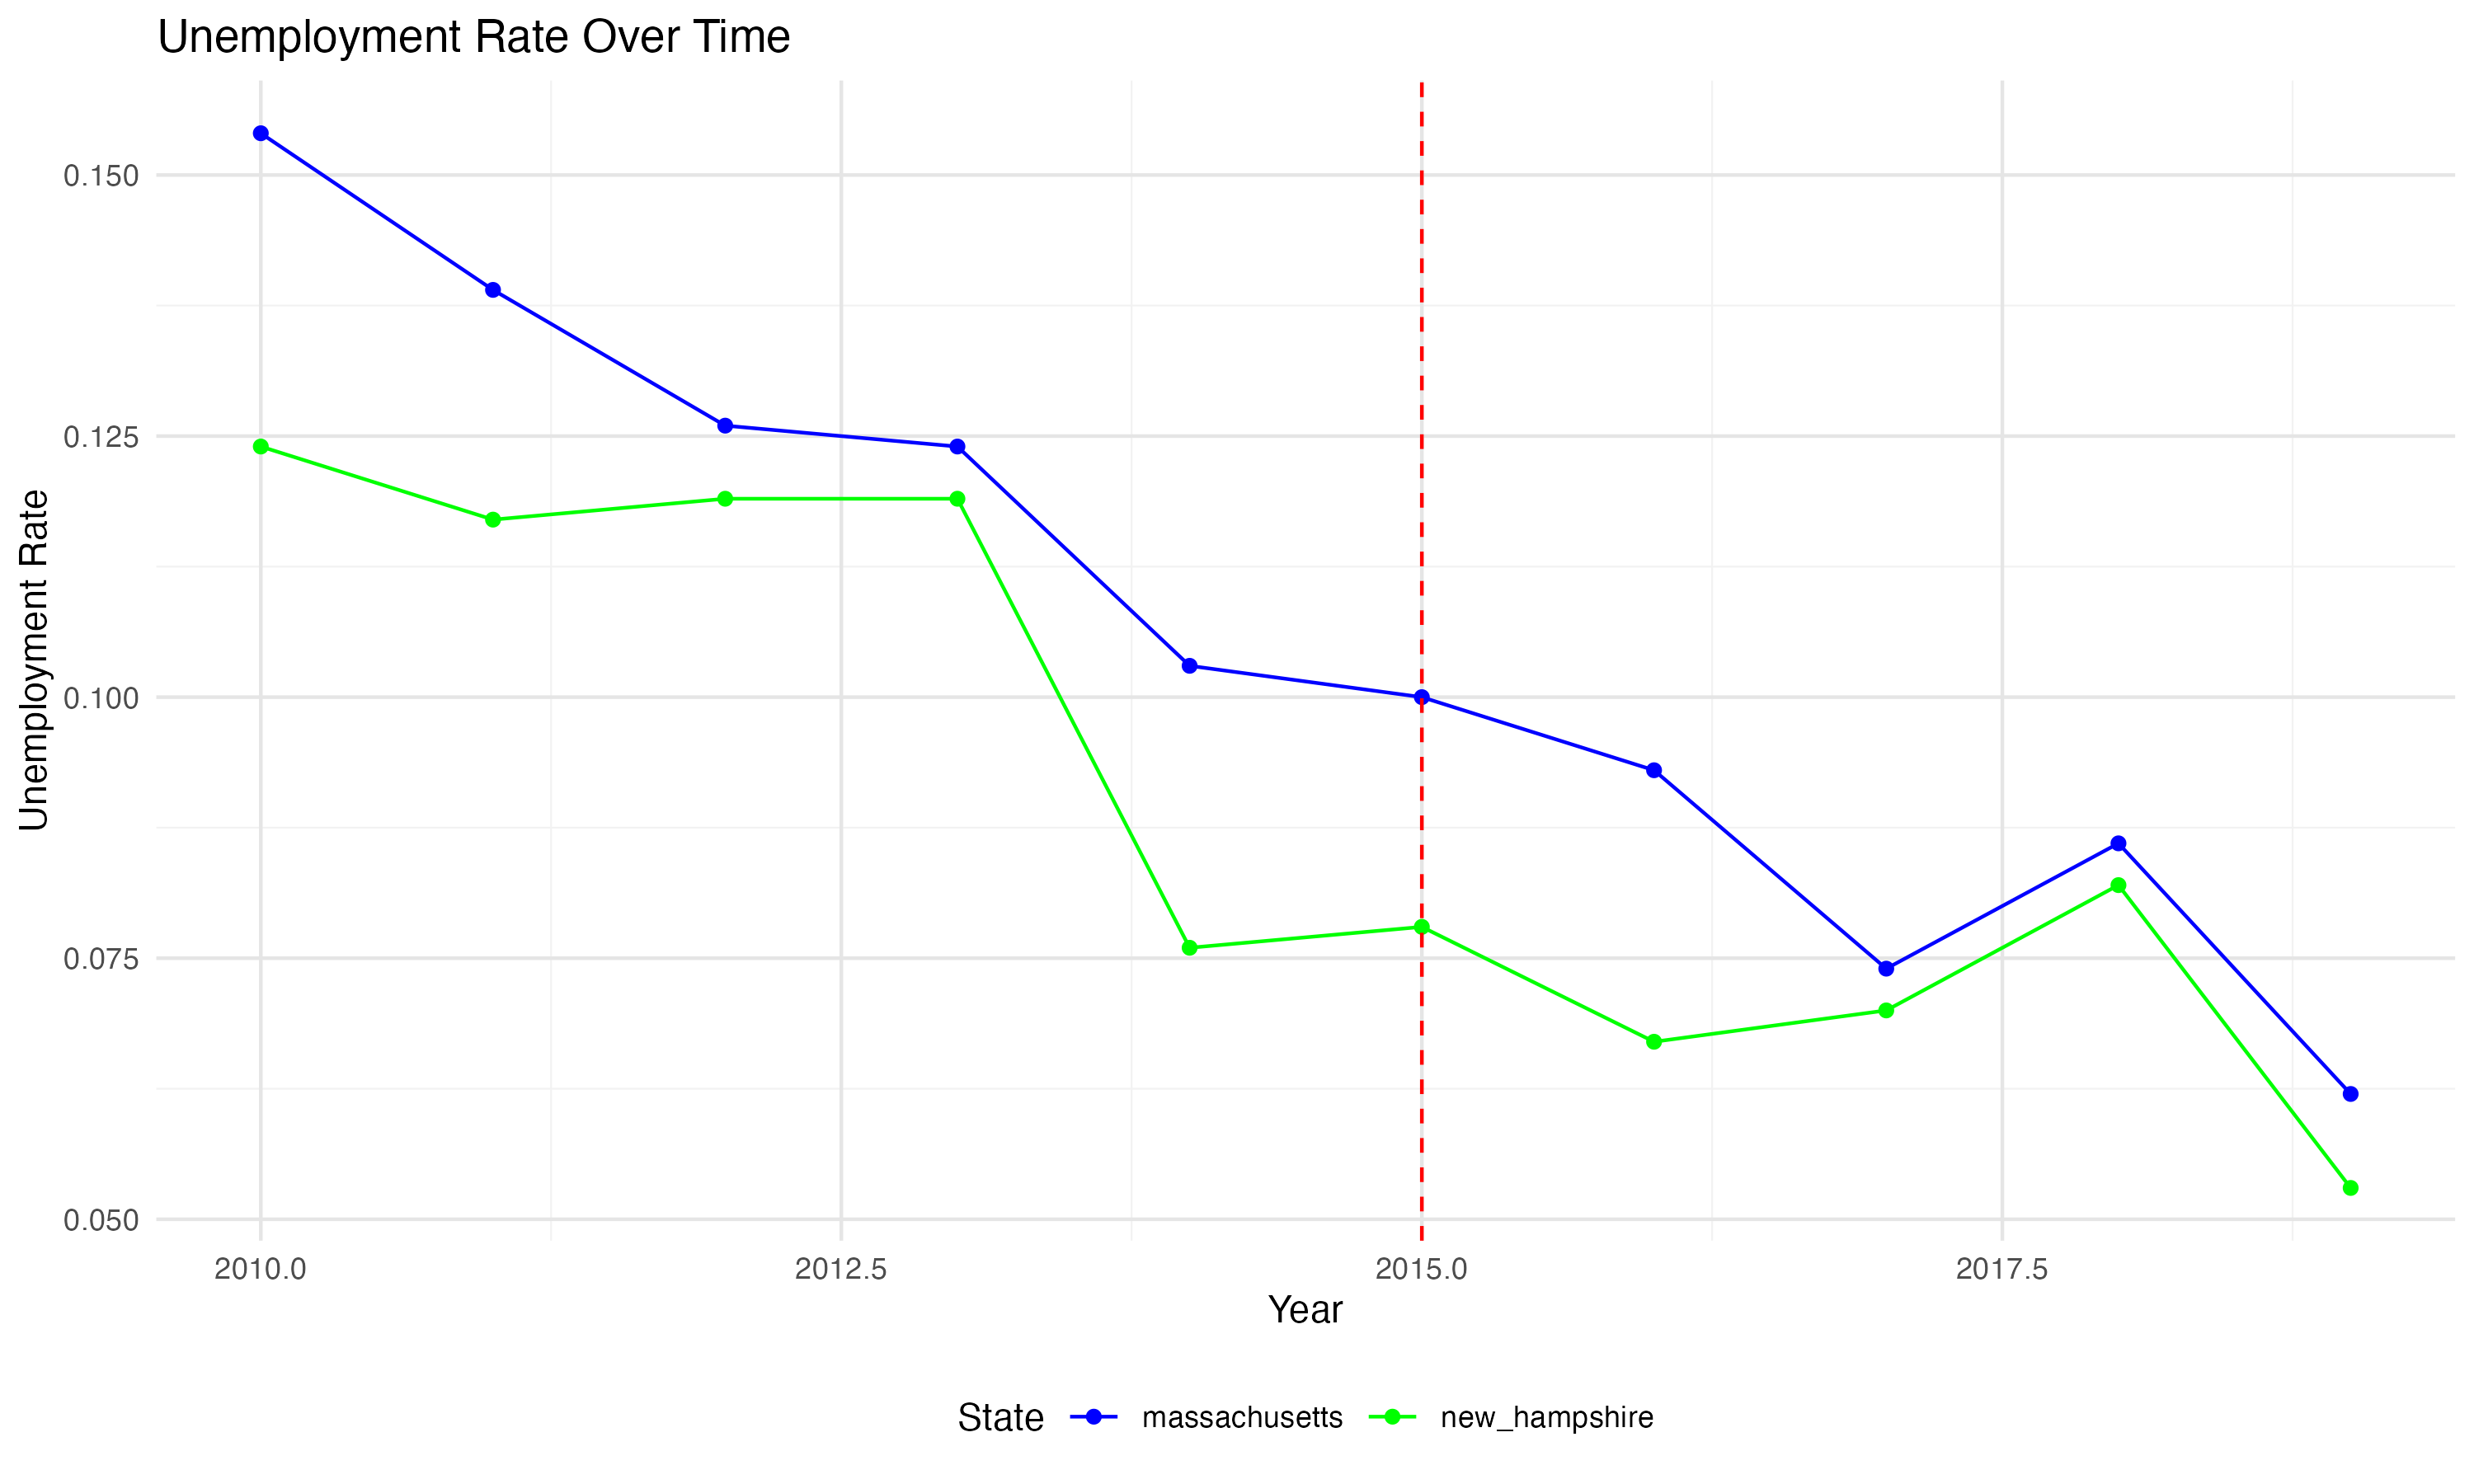 Unemployment Rate Over Time
Unemployment Rate
0.150
0.125
0.100
0.075
0.050
2010.0 2012.5 2015.0 2017.5
Year
State massachusetts new_hampshire